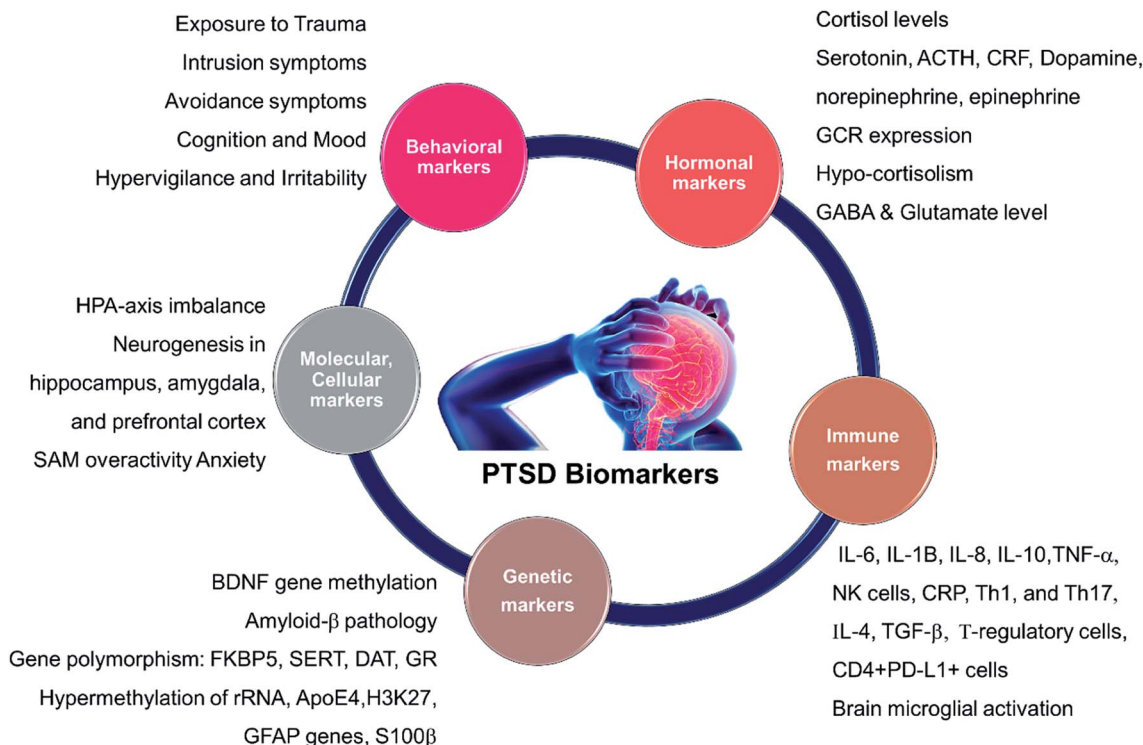 Exposure to Trauma
Intrusion symptoms
Avoidance symptoms
Cognition and Mood
Hypervigilance and Irritability
Behavioral
markers
Cortisol levels
Serotonin, ACTH, CRF, Dopamine,
norepinephrine, epinephrine
GCR expression
Hypo-cortisolism
GABA & Glutamate level
Hormonal
markers
HPA-axis imbalance
Neurogenesis in
hippocampus, amygdala,
and prefrontal cortex
SAM overactivity Anxiety
Molecular,
Cellular
markers
PTSD Biomarkers
Immune
markers
IL-6, IL-1B, IL-8, IL-10,TNF-α,
NK cells, CRP, Th1, and Th17,
IL-4, TGF-β, T-regulatory cells,
CD4+PD-L1+ cells
Brain microglial activation
Genetic
markers
BDNF gene methylation
Amyloid-β pathology
Gene polymorphism: FKBP5, SERT, DAT, GR
Hypermethylation of rRNA, ApoE4,H3K27,
GFAP genes, S100β